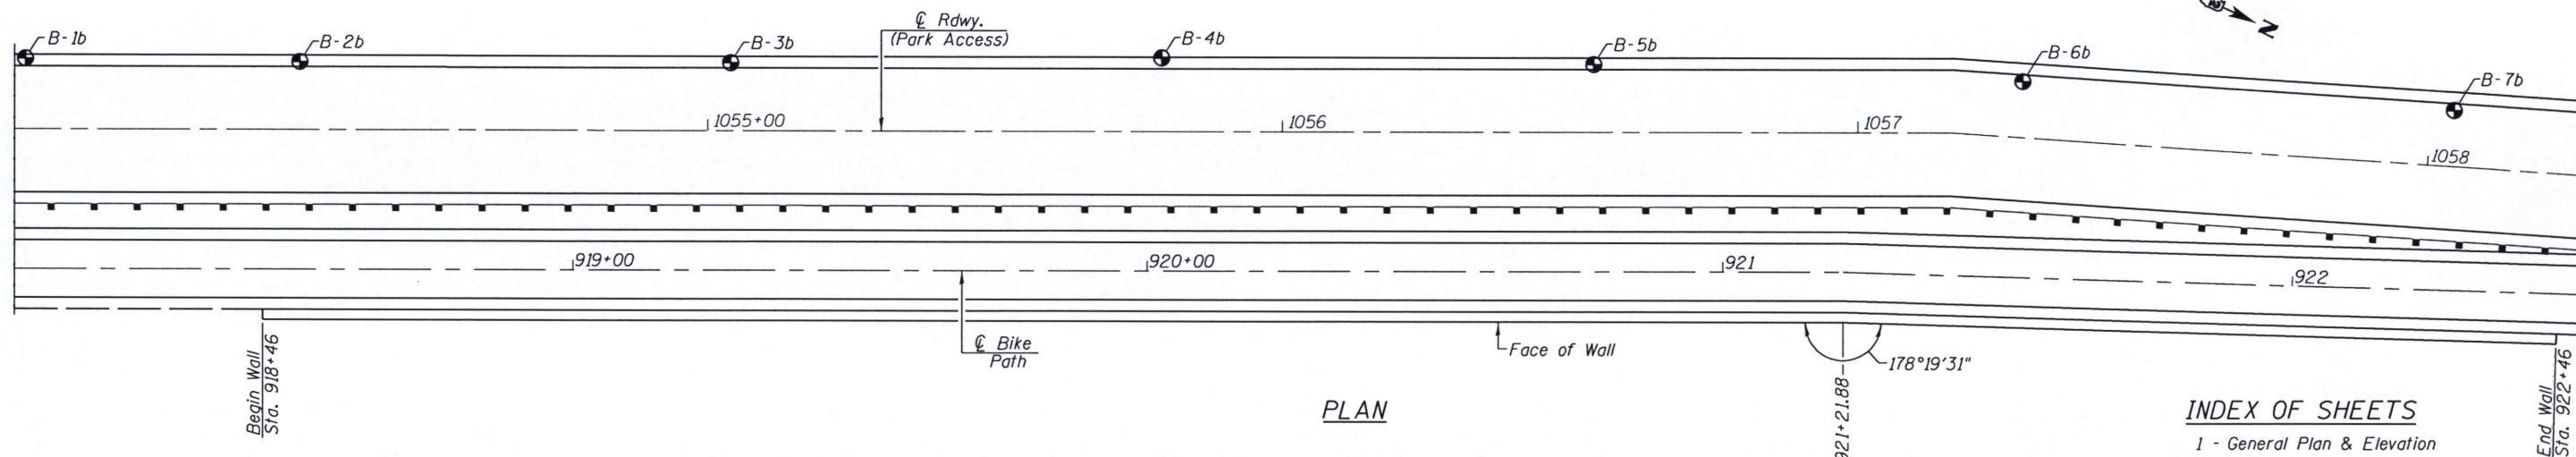 B-1b
B-2b
B-3b
℄ Rdwy.
(Park Access)
B-4b
B-5b
B-6b
B-7b
N
1055+00
1056
1057
1058
919+00
920+00
921
922
Begin Wall
Sta. 918+46
℄ Bike
Path
Face of Wall
178°19'31"
921+21.88
End Wall
Sta. 922+46
PLAN
INDEX OF SHEETS
1 - General Plan & Elevation